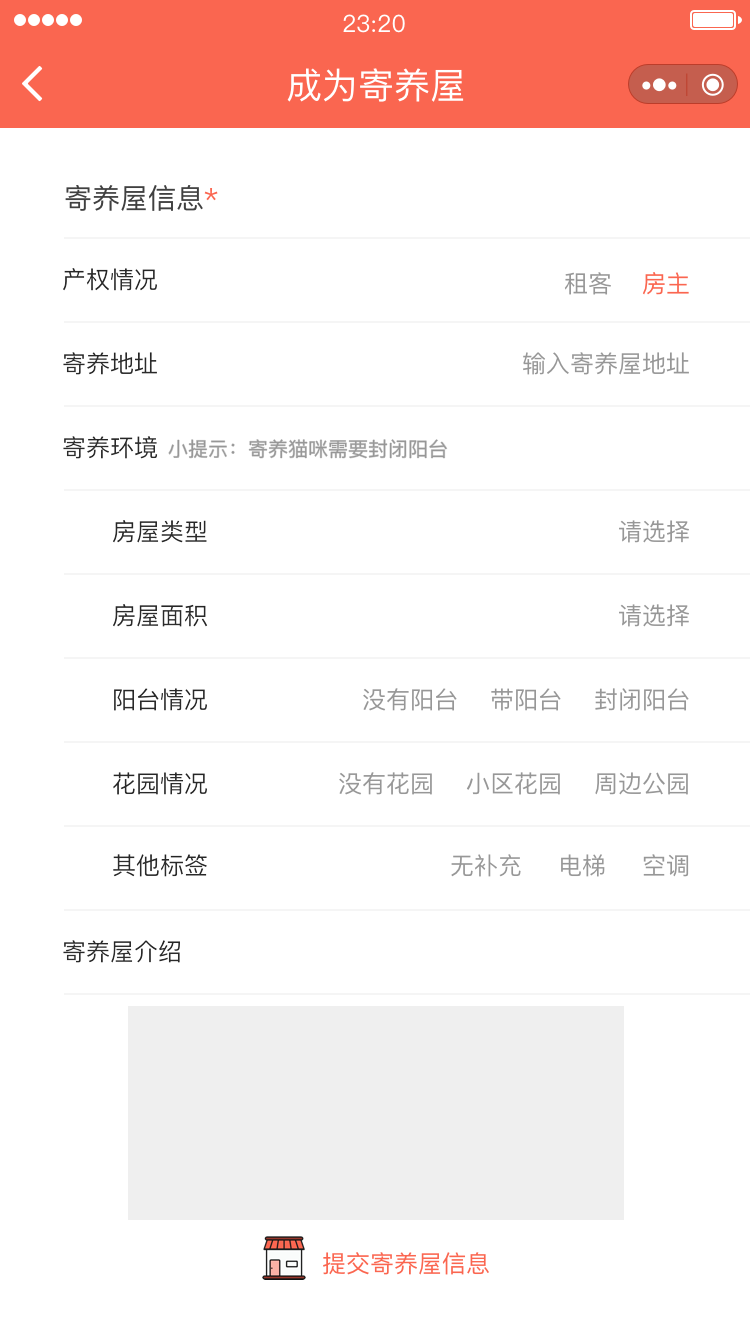 23:20
成为寄养屋
寄养屋信息*
产权情况 租客 房主
寄养地址 输入寄养屋地址
寄养环境 小提示：寄养猫咪需要封闭阳台
房屋类型 请选择
房屋面积 请选择
阳台情况 没有阳台 带阳台 封闭阳台
花园情况 没有花园 小区花园 周边公园
其他标签 无补充 电梯 空调
寄养屋介绍
提交寄养屋信息